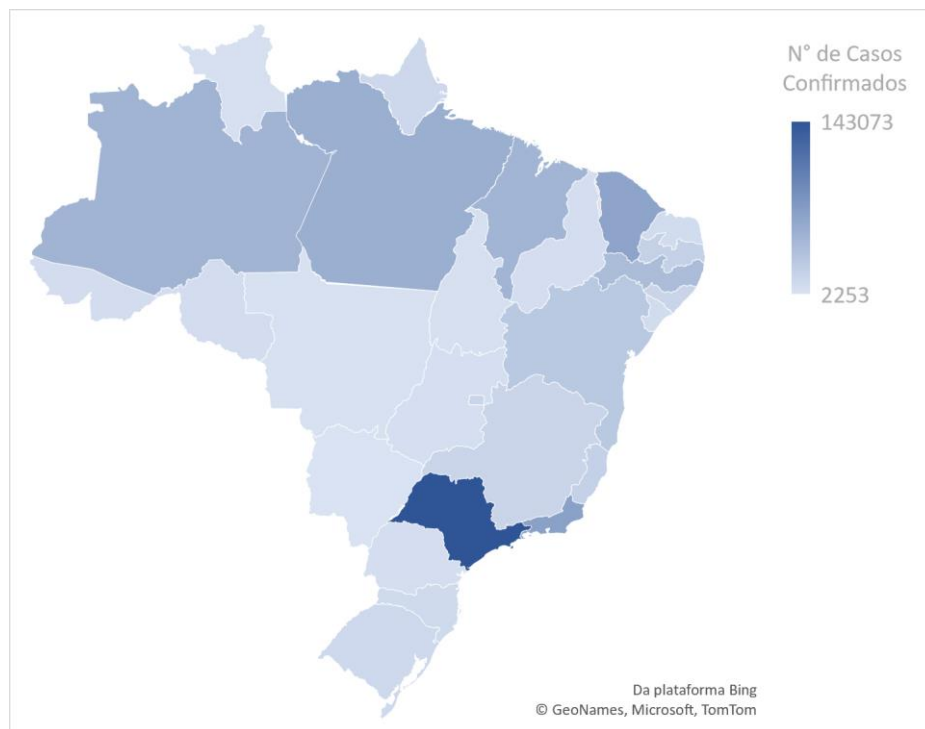 N° de Casos
Confirmados
143073
2253
Da plataforma Bing
© GeoNames, Microsoft, TomTom